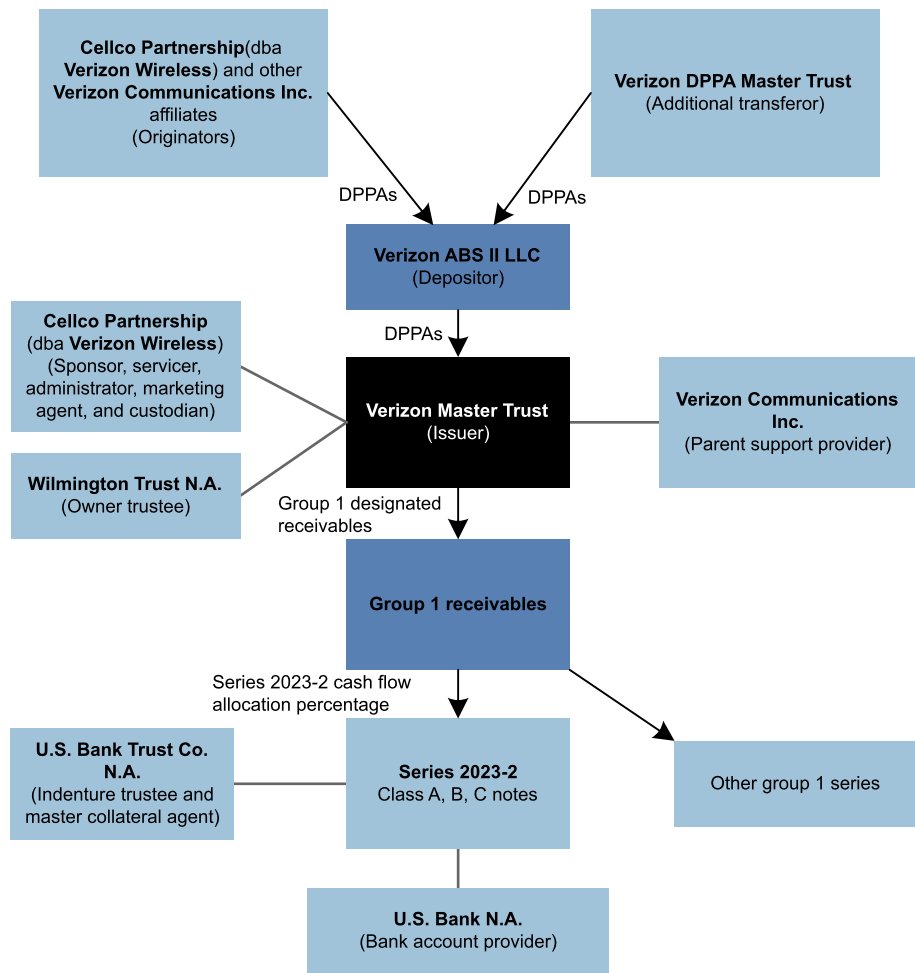 Cellco Partnership(dba
Verizon Wireless) and other
Verizon Communications Inc.
affiliates
(Originators)
Verizon DPPA Master Trust
(Additional transferor)
DPPAs
DPPAs
Verizon ABS II LLC
(Depositor)
DPPAs
Cellco Partnership
(dba Verizon Wireless)
(Sponsor, servicer,
administrator, marketing
agent, and custodian)
Verizon Master Trust
(Issuer)
Verizon Communications
Inc.
(Parent support provider)
Wilmington Trust N.A.
(Owner trustee)
Group 1 designated
receivables
Group 1 receivables
Series 2023-2 cash flow
allocation percentage
U.S. Bank Trust Co.
N.A.
(Indenture trustee and
master collateral agent)
Series 2023-2
Class A, B, C notes
Other group 1 series
U.S. Bank N.A.
(Bank account provider)